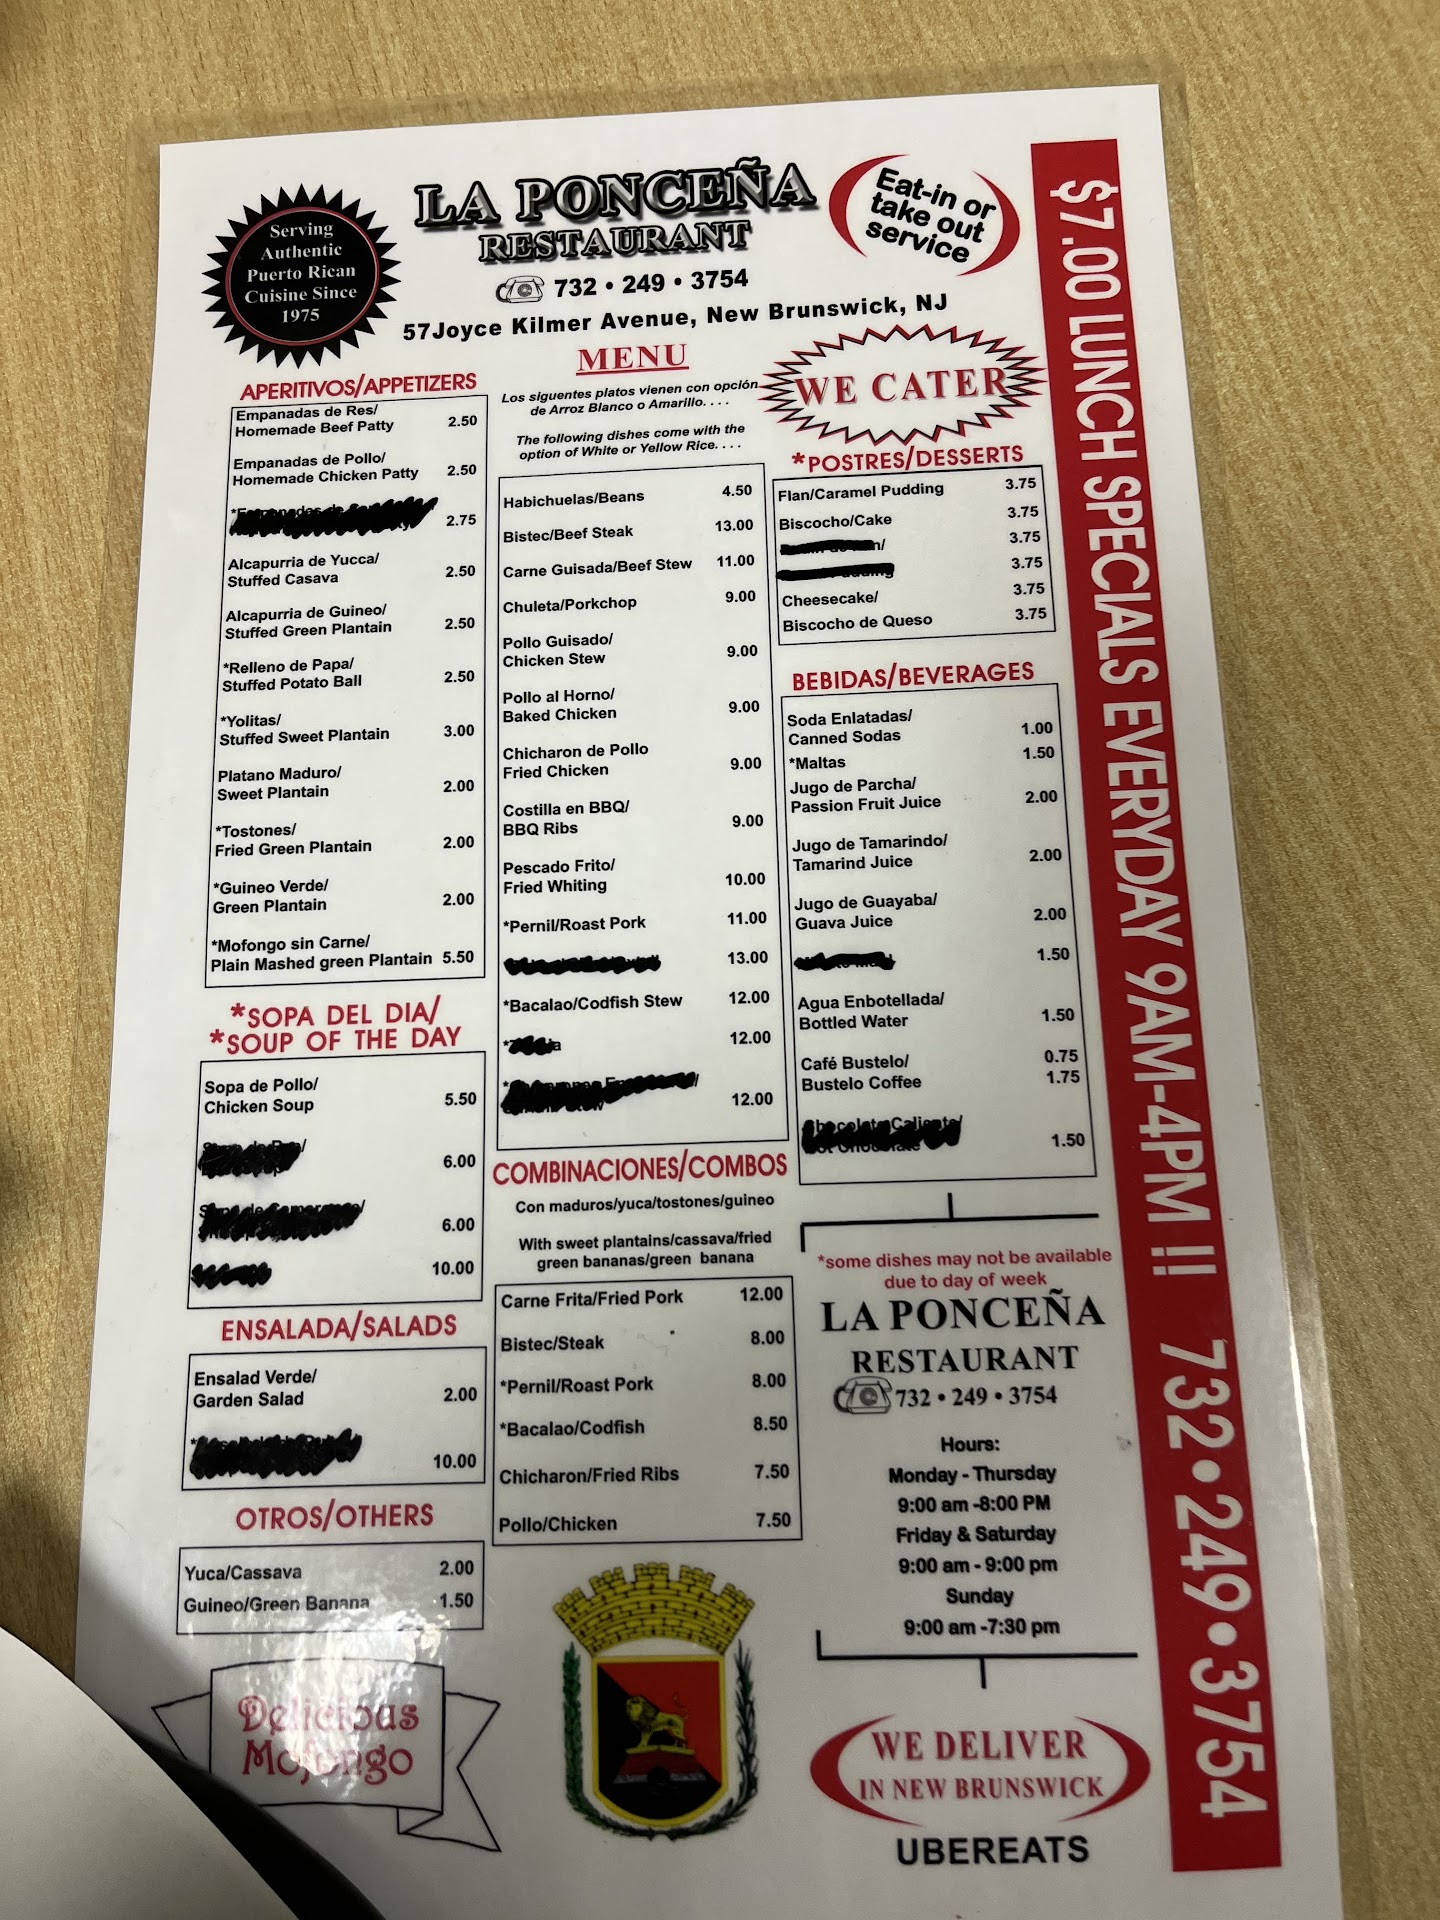 Serving
Authentic
Puerto Rican
Cuisine Since
1975
LA PONCEÑA
RESTAURANT
732 • 249 • 3754
57Joyce Kilmer Avenue, New Brunswick, NJ
Eat-in or
take out
service
MENU
WE CATER
APERITIVOS/APPETIZERS
Empanadas de Res/
Homemade Beef Patty 2.50
Empanadas de Pollo/
Homemade Chicken Patty 2.50
2.75
Alcapurria de Yucca/
Stuffed Casava 2.50
Alcapurria de Guineo/
Stuffed Green Plantain 2.50
*Relleno de Papa/
Stuffed Potato Ball 2.50
*Yolitas/
Stuffed Sweet Plantain 3.00
Platano Maduro/
Sweet Plantain 2.00
*Tostones/
Fried Green Plantain 2.00
*Guineo Verde/
Green Plantain 2.00
*Mofongo sin Carne/
Plain Mashed green Plantain 5.50
*SOPA DEL DIA/
*SOUP OF THE DAY
Sopa de Pollo/
Chicken Soup 5.50
6.00
6.00
10.00
ENSALADA/SALADS
Ensalad Verde/
Garden Salad 2.00
10.00
OTROS/OTHERS
Yuca/Cassava 2.00
Guineo/Green Banana 1.50
Delicious
Mofongo
Los siguentes platos vienen con opción
de Arroz Blanco o Amarillo. . . .
The following dishes come with the
option of White or Yellow Rice. . . .
Habichuelas/Beans 4.50
Bistec/Beef Steak 13.00
Carne Guisada/Beef Stew 11.00
Chuleta/Porkchop 9.00
Pollo Guisado/
Chicken Stew 9.00
Pollo al Horno/
Baked Chicken 9.00
Chicharon de Pollo
Fried Chicken 9.00
Costilla en BBQ/
BBQ Ribs 9.00
Pescado Frito/
Fried Whiting 10.00
*Pernil/Roast Pork 11.00
13.00
*Bacalao/Codfish Stew 12.00
12.00
12.00
COMBINACIONES/COMBOS
Con maduros/yuca/tostones/guineo
With sweet plantains/cassava/fried
green bananas/green banana
Carne Frita/Fried Pork 12.00
Bistec/Steak 8.00
*Pernil/Roast Pork 8.00
*Bacalao/Codfish 8.50
Chicharon/Fried Ribs 7.50
Pollo/Chicken 7.50
*POSTRES/DESSERTS
Flan/Caramel Pudding 3.75
Biscocho/Cake 3.75
3.75
3.75
Cheesecake/ 3.75
Biscocho de Queso 3.75
BEBIDAS/BEVERAGES
Soda Enlatadas/
Canned Sodas 1.00
*Maltas 1.50
Jugo de Parcha/
Passion Fruit Juice 2.00
Jugo de Tamarindo/
Tamarind Juice 2.00
Jugo de Guayaba/
Guava Juice 2.00
1.50
Agua Enbotellada/
Bottled Water 1.50
Café Bustelo/ 0.75
Bustelo Coffee 1.75
Chocolate Caliente/
Hot Chocolate 1.50
*some dishes may not be available
due to day of week
LA PONCEÑA
RESTAURANT
732 • 249 • 3754
Hours:
Monday - Thursday
9:00 am -8:00 PM
Friday & Saturday
9:00 am - 9:00 pm
Sunday
9:00 am -7:30 pm
WE DELIVER
IN NEW BRUNSWICK
UBEREATS
$7.00 LUNCH SPECIALS EVERYDAY 9AM-4PM !! 732•249•3754